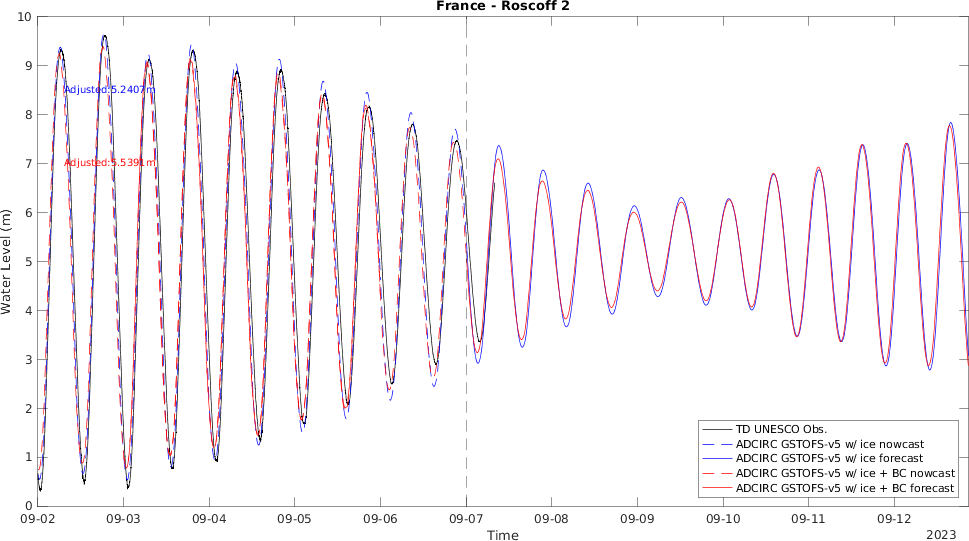 France - Roscoff 2
10
9
8
7
6
5
4
3
2
1
0
Water Level (m)
Adjusted:5.2407m
Adjusted:5.5391m
TD UNESCO Obs.
ADCIRC GSTOFS-v5 w/ ice nowcast
ADCIRC GSTOFS-v5 w/ ice forecast
ADCIRC GSTOFS-v5 w/ ice + BC nowcast
ADCIRC GSTOFS-v5 w/ ice + BC forecast
09-02 09-03 09-04 09-05 09-06 09-07 09-08 09-09 09-10 09-11 09-12
Time
2023